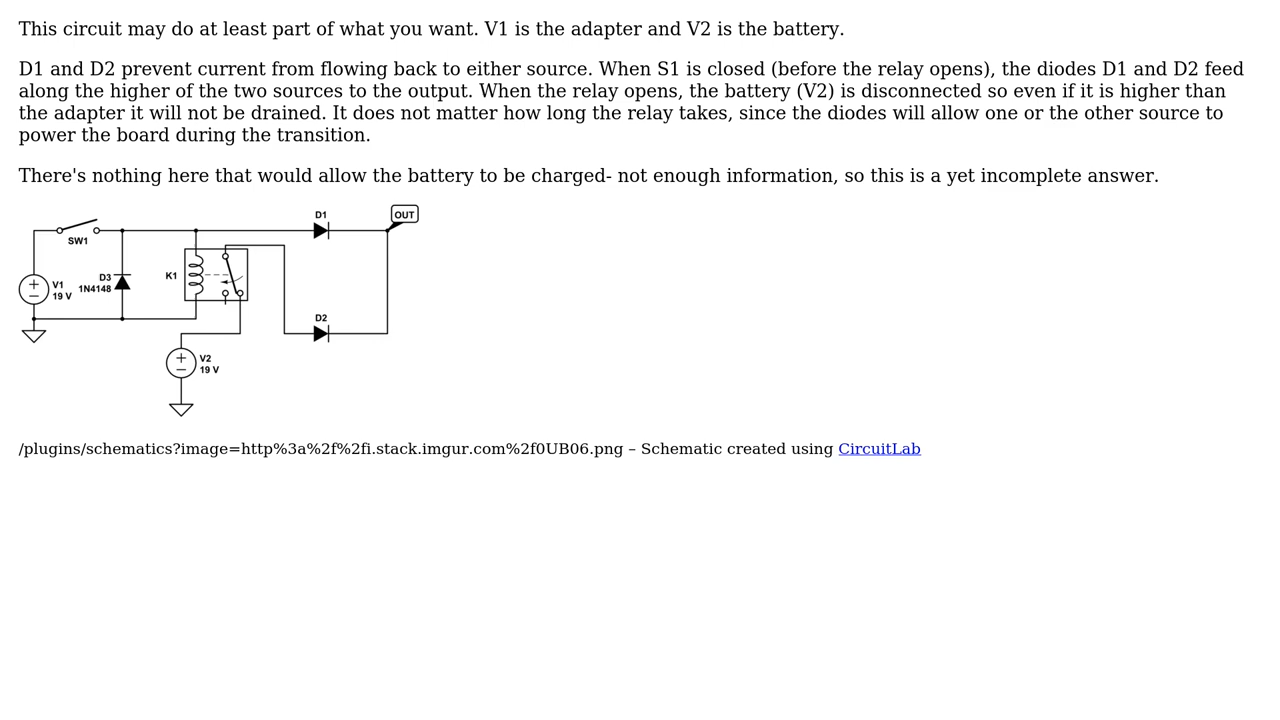 This circuit may do at least part of what you want. V1 is the adapter and V2 is the battery.
D1 and D2 prevent current from flowing back to either source. When S1 is closed (before the relay opens), the diodes D1 and D2 feed
along the higher of the two sources to the output. When the relay opens, the battery (V2) is disconnected so even if it is higher than
the adapter it will not be drained. It does not matter how long the relay takes, since the diodes will allow one or the other source to
power the board during the transition.
There's nothing here that would allow the battery to be charged- not enough information, so this is a yet incomplete answer.
D1
OUT
SW1
K1
D3
1N4148
V1
19 V
D2
V2
19 V
/plugins/schematics?image=http%3a%2f%2fi.stack.imgur.com%2f0UB06.png – Schematic created using CircuitLab